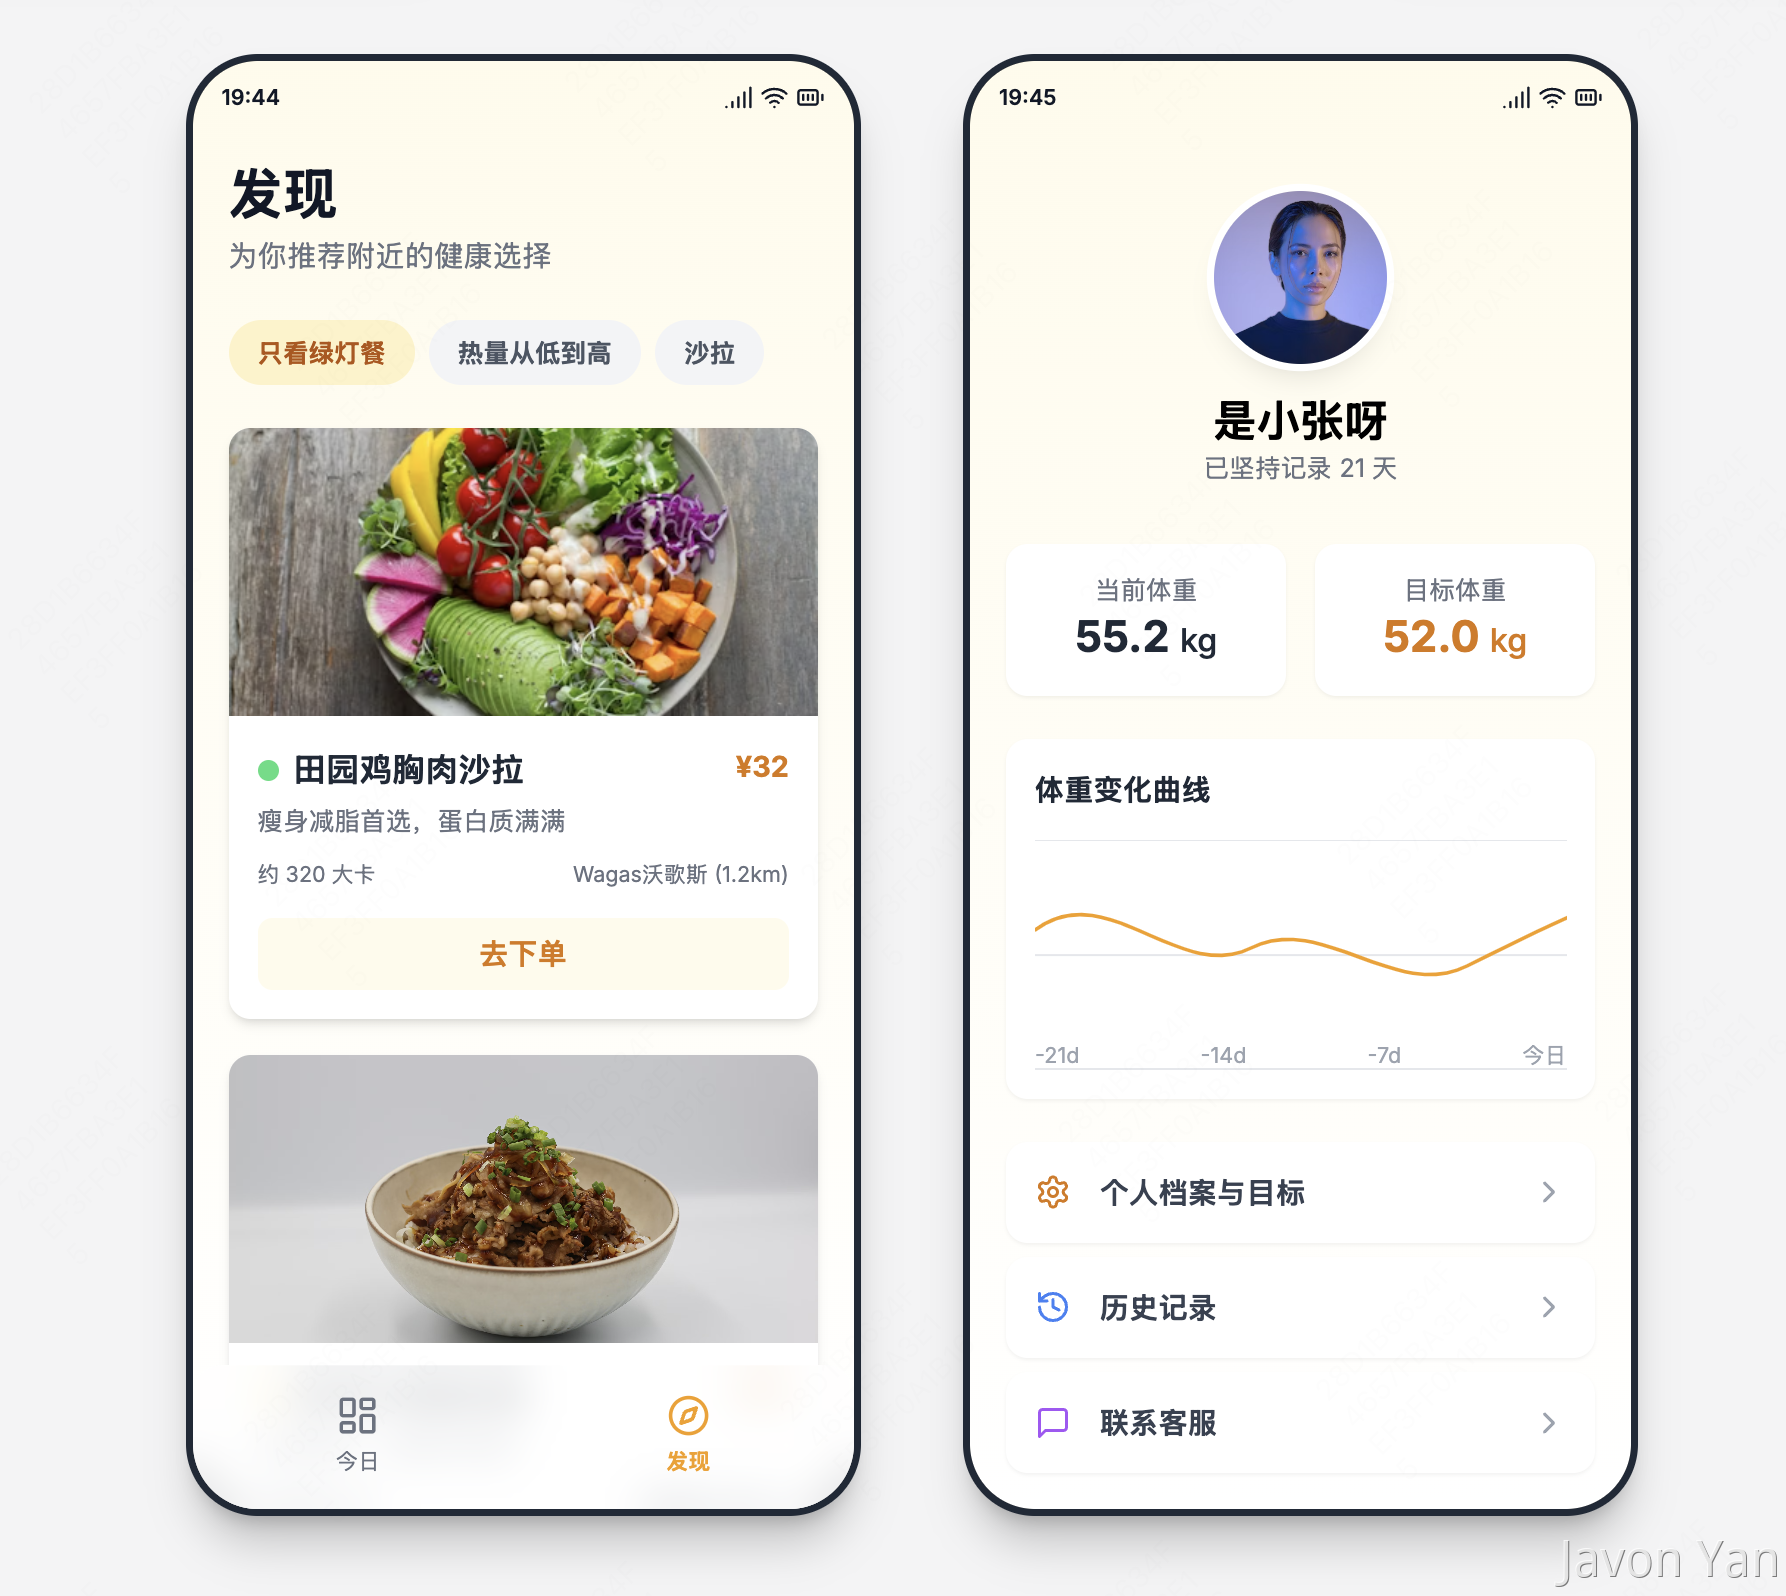 19:44
发现
为你推荐附近的健康选择
只看绿灯餐
热量从低到高
沙拉
田园鸡胸肉沙拉
¥32
瘦身减脂首选，蛋白质满满
约 320 大卡
Wagas沃歌斯 (1.2km)
去下单
今日
发现
19:45
是小张呀
已坚持记录 21 天
当前体重
55.2 kg
目标体重
52.0 kg
体重变化曲线
-21d
-14d
-7d
今日
个人档案与目标
历史记录
联系客服
Javon Yan